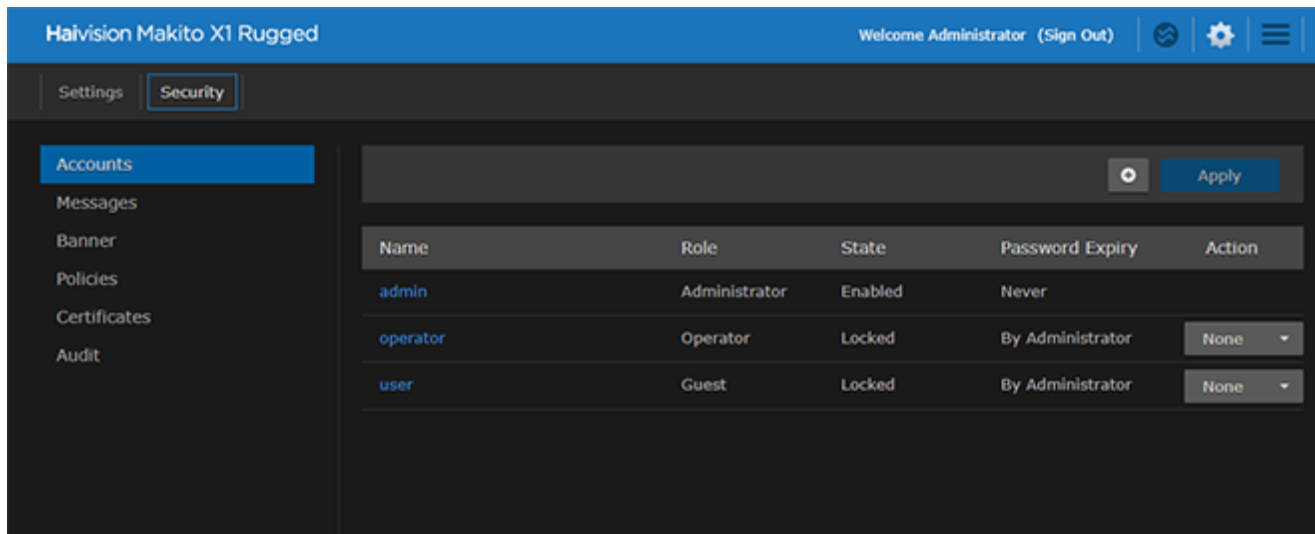 Haivision Makito X1 Rugged Welcome Administrator (Sign Out)
Settings Security
Accounts
Messages
Banner
Policies
Certificates
Audit
Apply
Name Role State Password Expiry Action
admin Administrator Enabled Never
operator Operator Locked By Administrator None
user Guest Locked By Administrator None